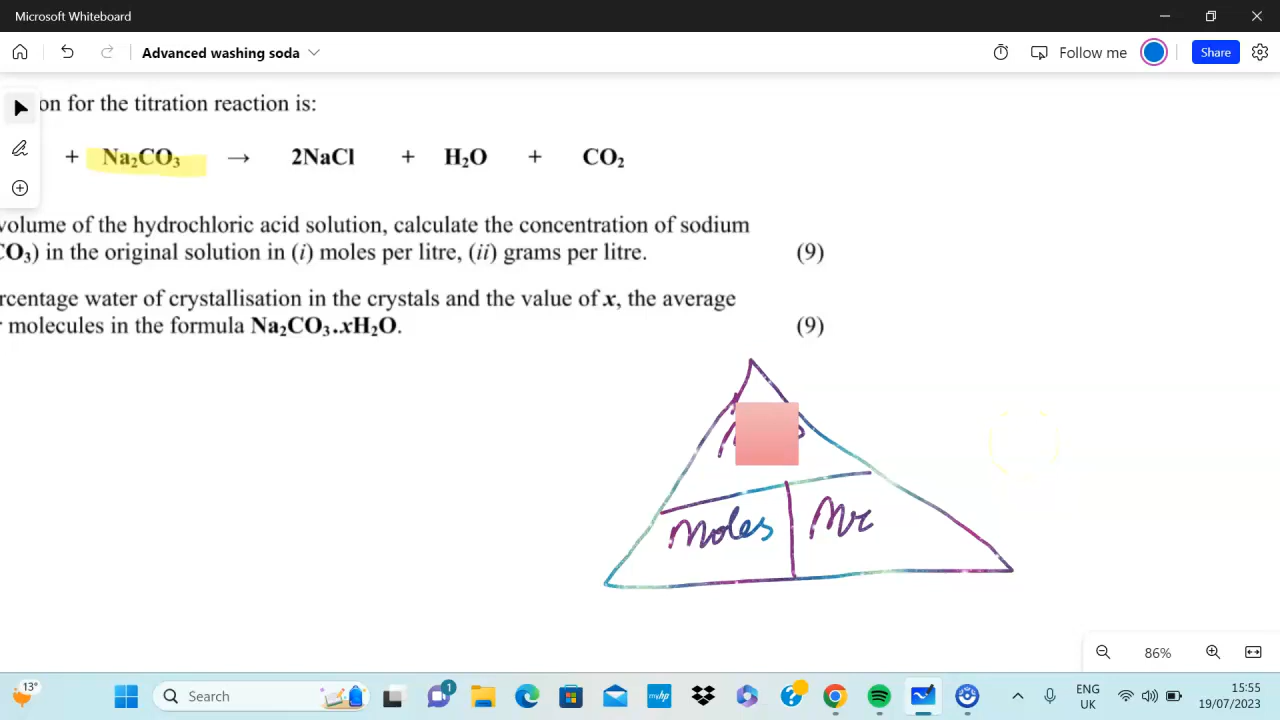 Microsoft Whiteboard
Advanced washing soda
Follow me
Share
on for the titration reaction is:
+ Na₂CO₃ → 2NaCl + H₂O + CO₂
volume of the hydrochloric acid solution, calculate the concentration of sodium
CO₃) in the original solution in (i) moles per litre, (ii) grams per litre. (9)
rcentage water of crystallisation in the crystals and the value of x, the average
r molecules in the formula Na₂CO₃.xH₂O. (9)
Moles Mr
86%
13°
Search
1
myhp
ENG
UK
15:55
19/07/2023